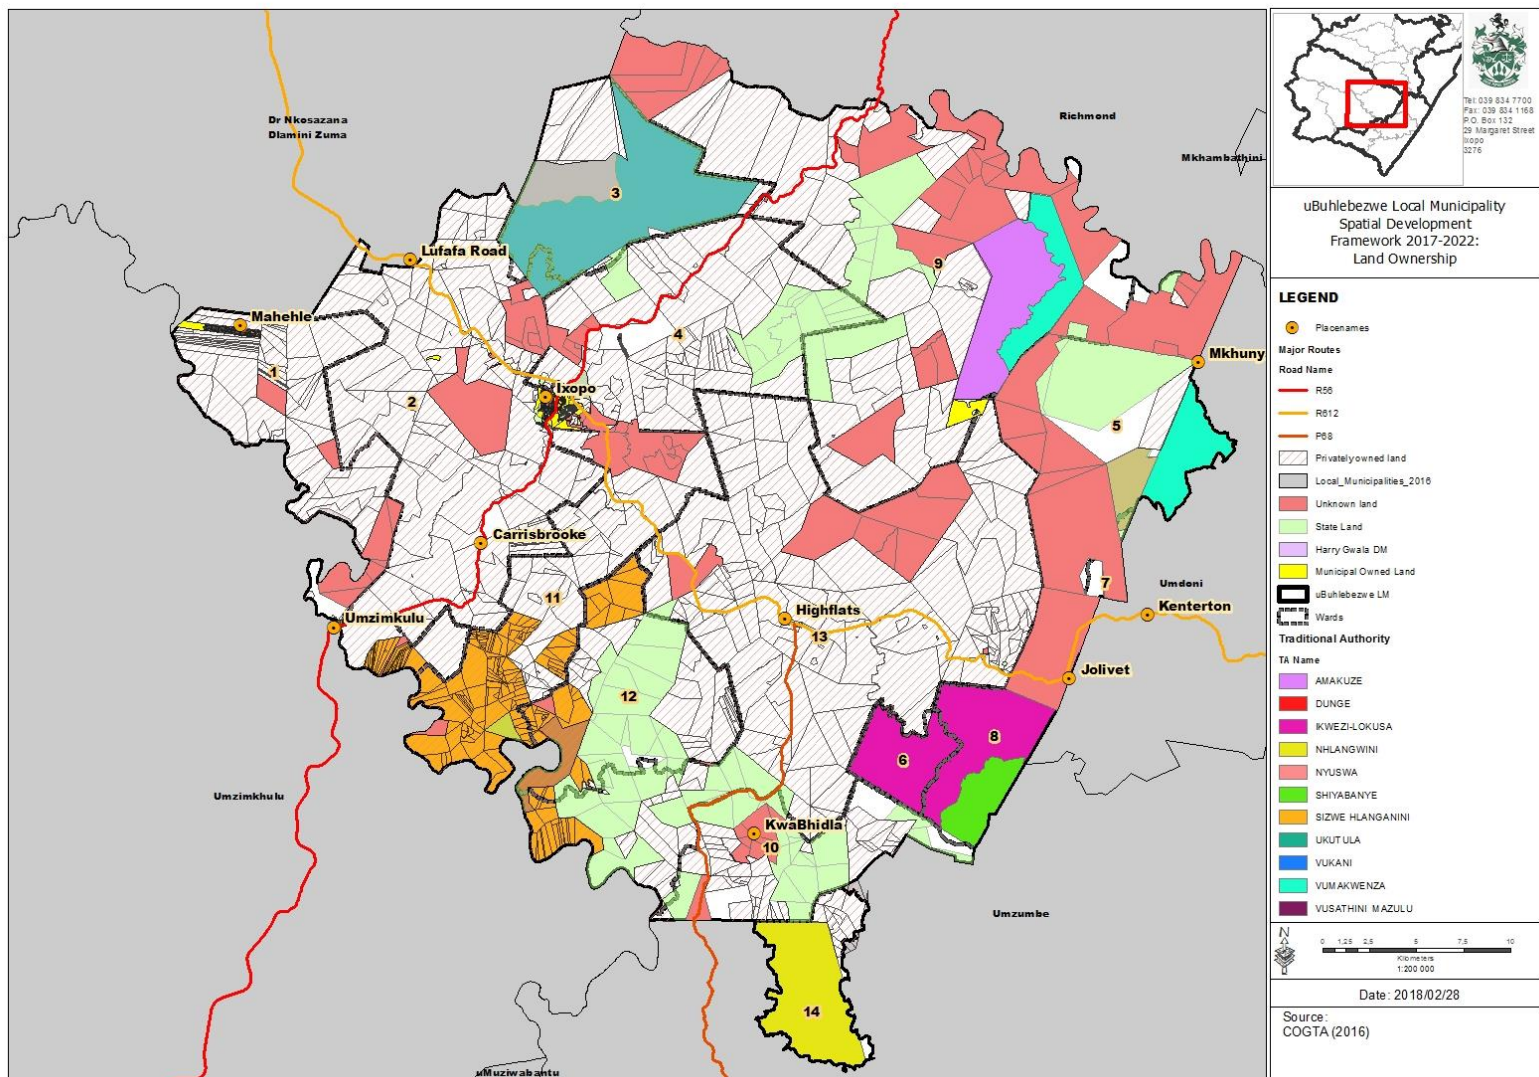 Dr Nkosazana
Dlamini Zuma
Richmond
Mkhambathini
3
Lufafa Road
9
Mahehle
4
1
Mkhuny
Ixopo
2
5
Carrisbrooke
7
Umdoni
11
Highflats
Kenterton
Umzimkulu
13
Jolivet
12
8
6
Umzimkhulu
KwaBhidla
10
Umzumbe
14
uMuziwabantu
Tel: 039 834 7700
Fax: 039 834 1168
P.O. Box 132
29 Margaret Street
Ixopo
3276
uBuhlebezwe Local Municipality
Spatial Development
Framework 2017-2022:
Land Ownership
LEGEND
Placenames
Major Routes
Road Name
R56
R612
P68
Privately owned land
Local_Municipalities_2016
Unknown land
State Land
Harry Gwala DM
Municipal Owned Land
uBuhlebezwe LM
Wards
Traditional Authority
TA Name
AMAKUZE
DUNGE
IKWEZI-LOKUSA
NHLANGWINI
NYUSWA
SHIYABANYE
SIZWE HLANGANINI
UKUTULA
VUKANI
VUMAKWENZA
VUSATHINI MAZULU
N
0 1,25 2,5 5 7,5 10
Kilometers
1:200 000
Date: 2018/02/28
Source:
COGTA (2016)